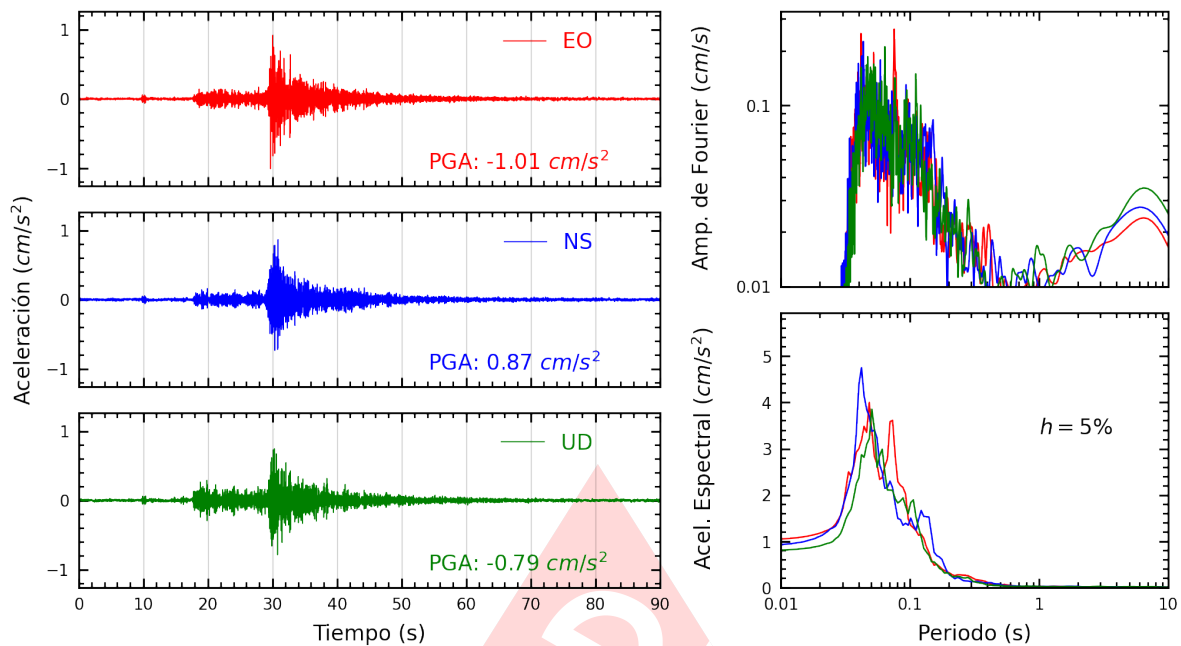 Aceleración (cm/s²)
1
0
−1
EO
PGA: -1.01 cm/s²
1
0
−1
NS
PGA: 0.87 cm/s²
1
0
−1
UD
PGA: -0.79 cm/s²
0 10 20 30 40 50 60 70 80 90
Tiempo (s)
Amp. de Fourier (cm/s)
0.1
0.01
Acel. Espectral (cm/s²)
5
4
3
2
1
0
h = 5%
0.01 0.1 1 10
Periodo (s)